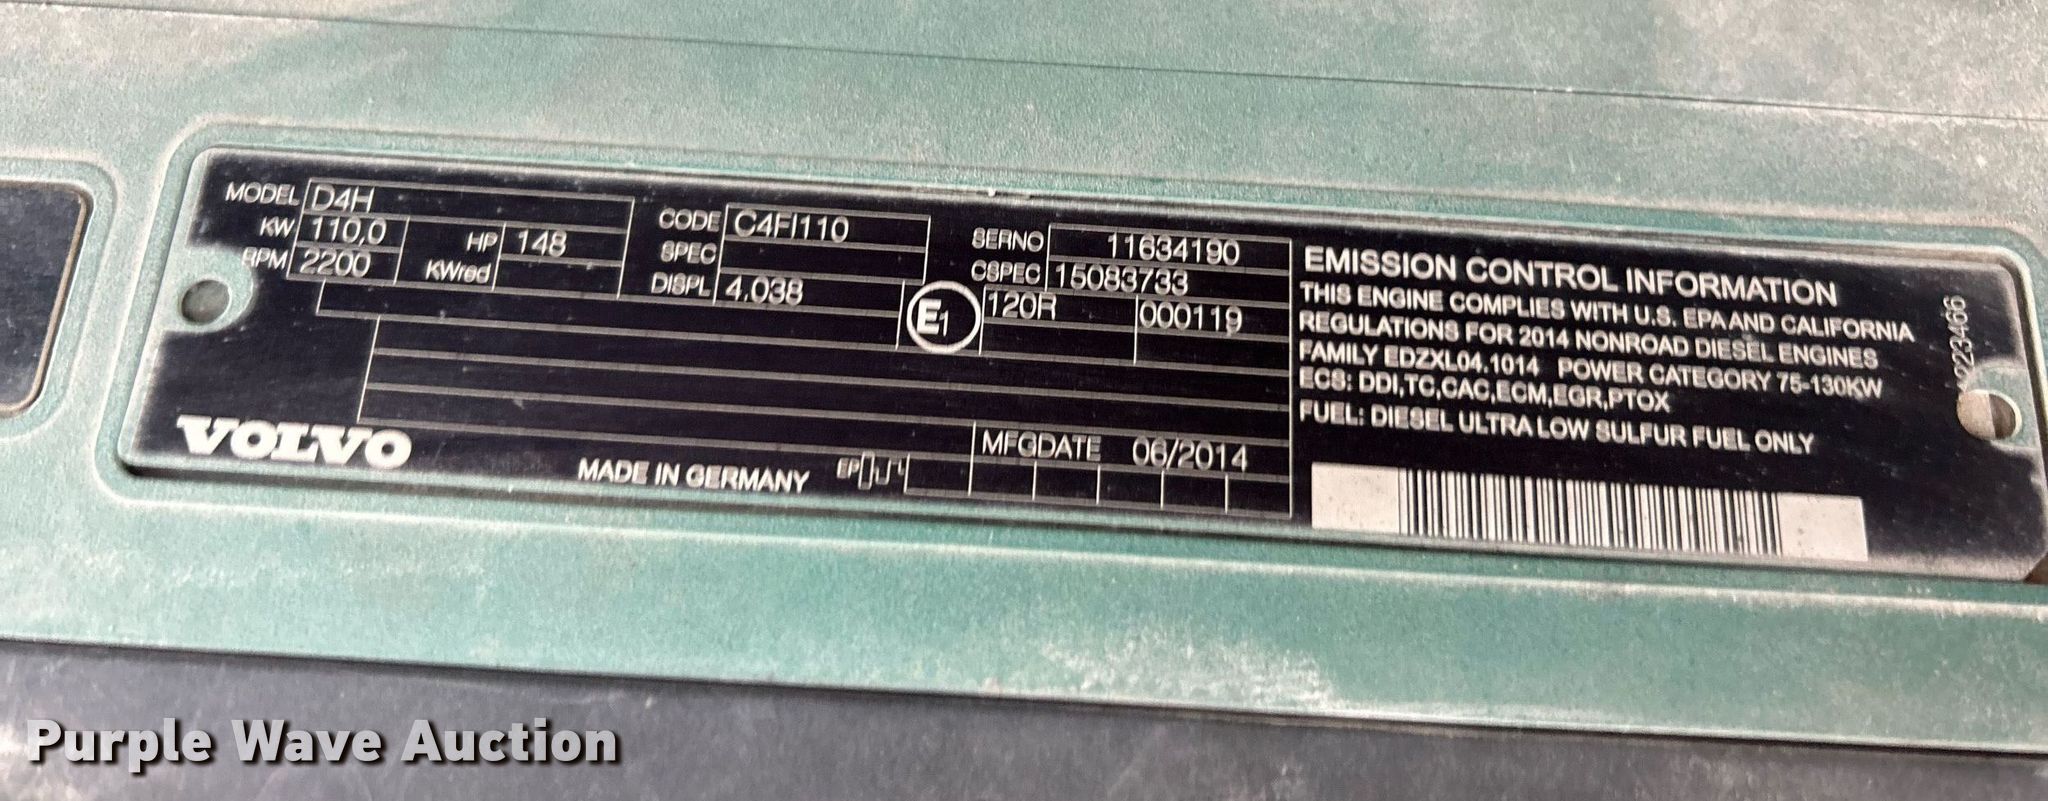 MODEL D4H
KW 110,0 HP 148
RPM 2200 KWred
CODE C4FI110
SPEC
DISPL 4.038
SERNO 11634190
CSPEC 15083733
E1 120R 000119
MFGDATE 06/2014
VOLVO
MADE IN GERMANY
EP
EMISSION CONTROL INFORMATION
THIS ENGINE COMPLIES WITH U.S. EPA AND CALIFORNIA
REGULATIONS FOR 2014 NONROAD DIESEL ENGINES
FAMILY EDZXL04.1014 POWER CATEGORY 75-130KW
ECS: DDI,TC,CAC,ECM,EGR,PTOX
FUEL: DIESEL ULTRA LOW SULFUR FUEL ONLY
Purple Wave Auction